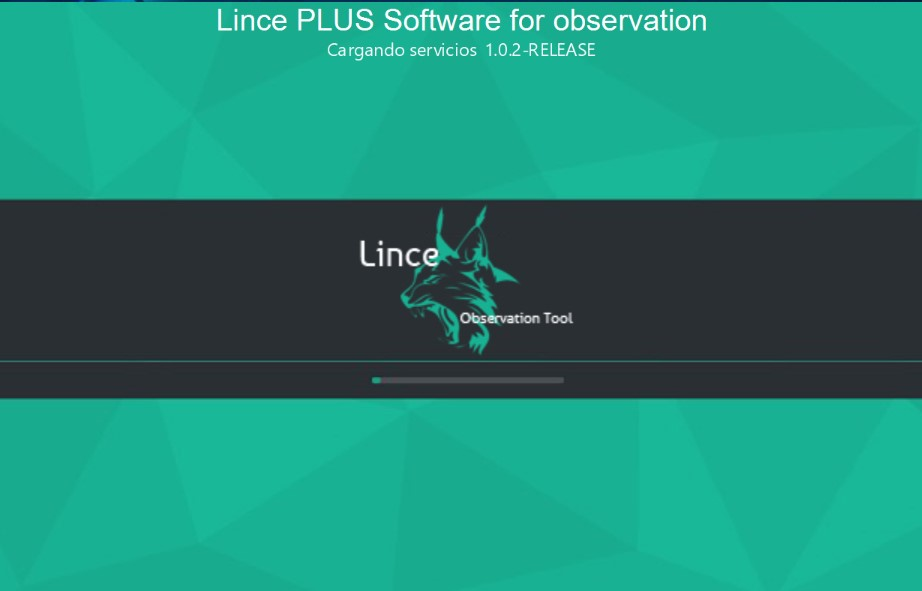 Lince PLUS Software for observation
Cargando servicios 1.0.2-RELEASE
Lince
Observation Tool